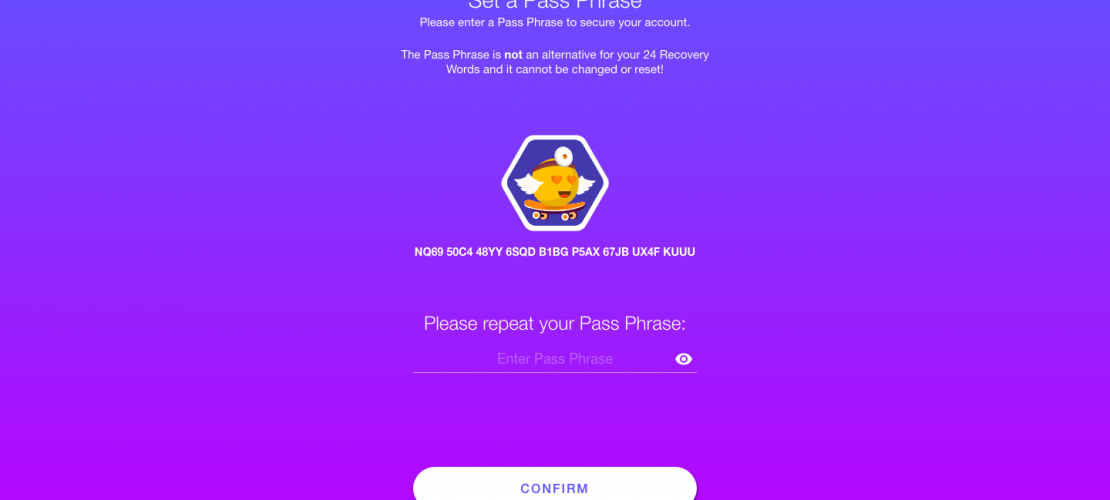 Set a Pass Phrase
Please enter a Pass Phrase to secure your account.
The Pass Phrase is not an alternative for your 24 Recovery
Words and it cannot be changed or reset!
NQ69 50C4 48YY 6SQD B1BG P5AX 67JB UX4F KUUU
Please repeat your Pass Phrase:
Enter Pass Phrase
CONFIRM